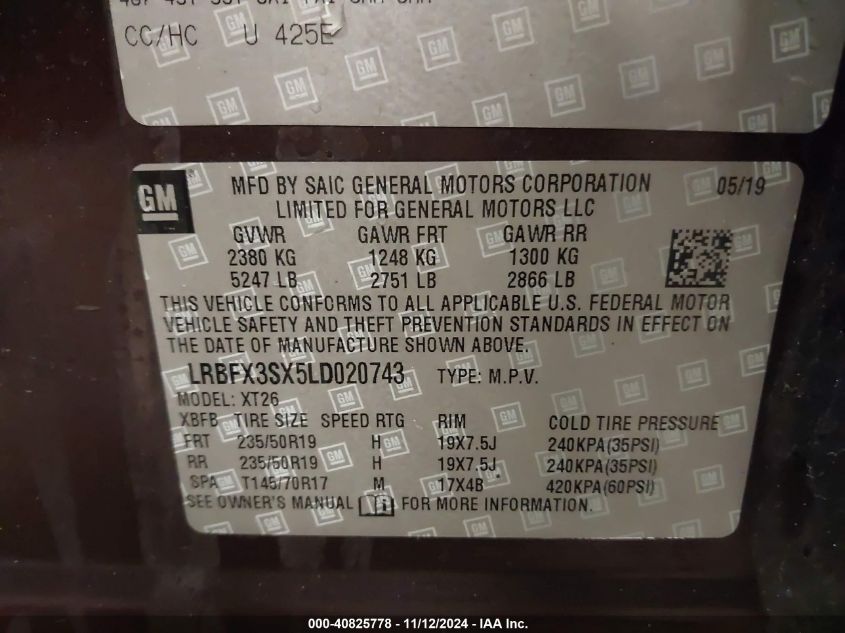 CC/HC U 425E
GM
MFD BY SAIC GENERAL MOTORS CORPORATION 05/19
LIMITED FOR GENERAL MOTORS LLC
GVWR GAWR FRT GAWR RR
2380 KG 1248 KG 1300 KG
5247 LB 2751 LB 2866 LB
THIS VEHICLE CONFORMS TO ALL APPLICABLE U.S. FEDERAL MOTOR
VEHICLE SAFETY AND THEFT PREVENTION STANDARDS IN EFFECT ON
THE DATE OF MANUFACTURE SHOWN ABOVE.
LRBFX3SX5LD020743 TYPE: M.P.V.
MODEL: XT26
XBFB TIRE SIZE SPEED RTG RIM COLD TIRE PRESSURE
FRT 235/50R19 H 19X7.5J 240KPA(35PSI)
RR 235/50R19 H 19X7.5J 240KPA(35PSI)
SPA T145/70R17 M 17X4B 420KPA(60PSI)
SEE OWNER'S MANUAL FOR MORE INFORMATION.
000-40825778 - 11/12/2024 - IAA Inc.